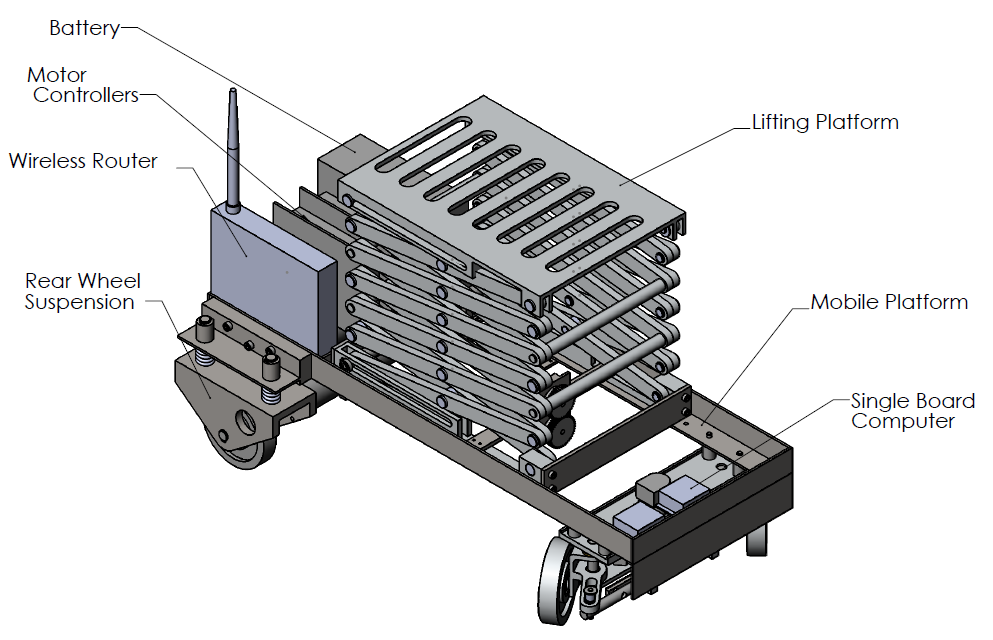 Battery
Motor
Controllers
Wireless Router
Rear Wheel
Suspension
Lifting Platform
Mobile Platform
Single Board
Computer